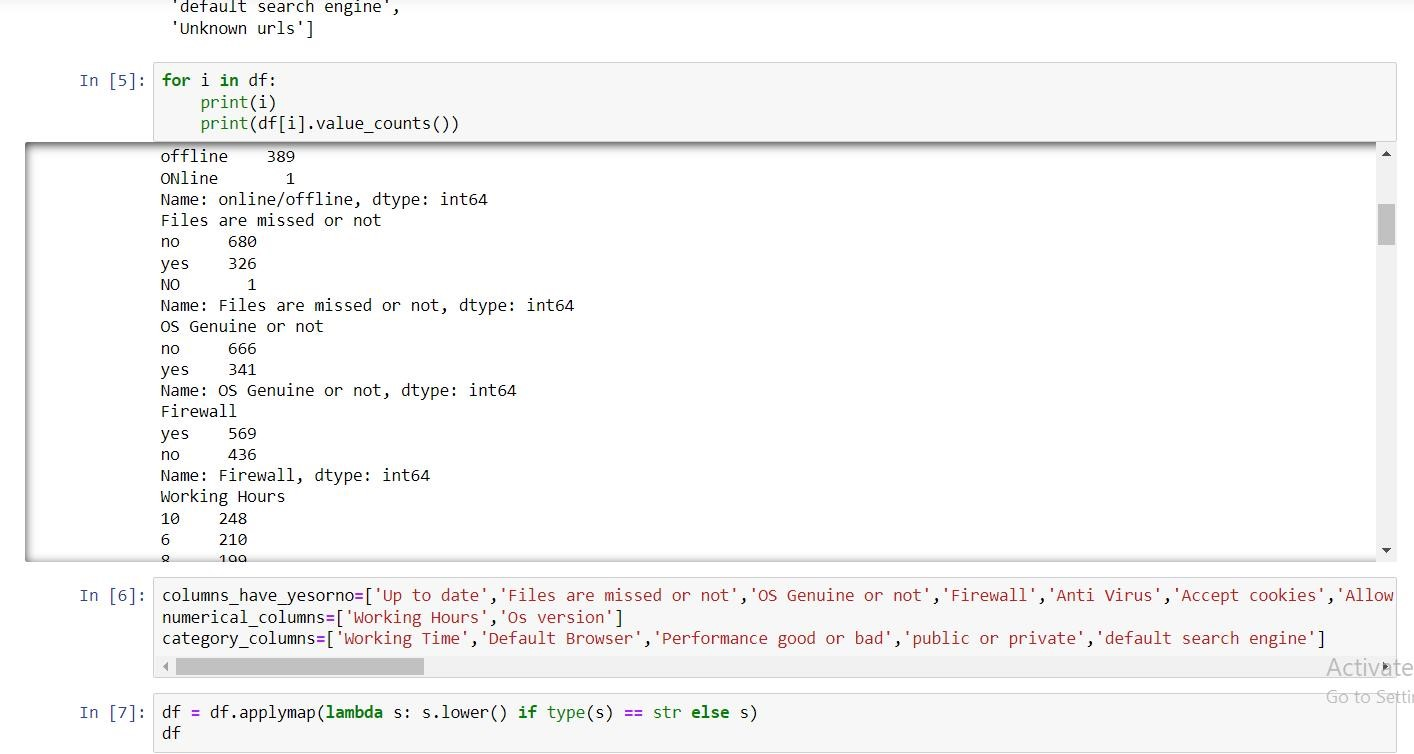 'default search engine',
'Unknown urls']
In [5]: for i in df:
print(i)
print(df[i].value_counts())
offline 389
ONline 1
Name: online/offline, dtype: int64
Files are missed or not
no 680
yes 326
NO 1
Name: Files are missed or not, dtype: int64
OS Genuine or not
no 666
yes 341
Name: OS Genuine or not, dtype: int64
Firewall
yes 569
no 436
Name: Firewall, dtype: int64
Working Hours
10 248
6 210
8 199
In [6]: columns_have_yesorno=['Up to date','Files are missed or not','OS Genuine or not','Firewall','Anti Virus','Accept cookies','Allow
numerical_columns=['Working Hours','Os version']
category_columns=['Working Time','Default Browser','Performance good or bad','public or private','default search engine']
Activate
Go to Setti
In [7]: df = df.applymap(lambda s: s.lower() if type(s) == str else s)
df